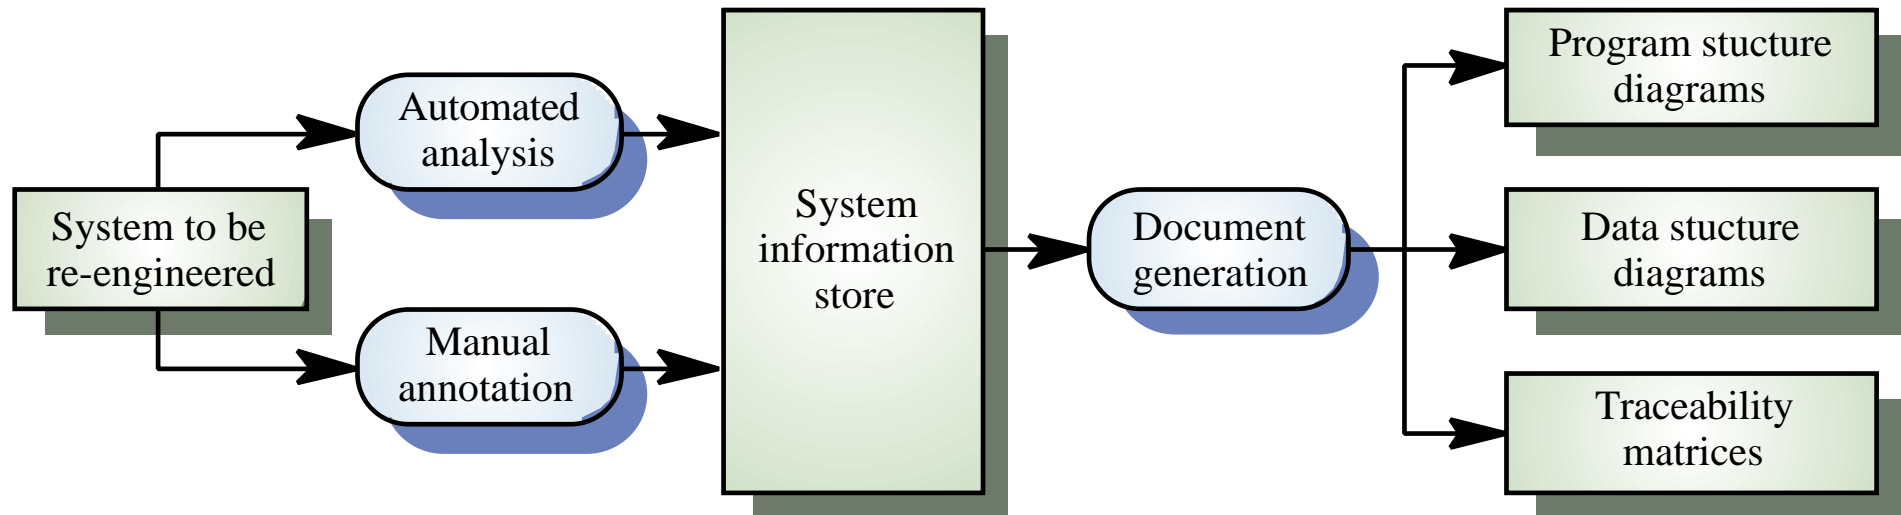 Automated
analysis
System to be
re-engineered
Manual
annotation
System
information
store
Document
generation
Program stucture
diagrams
Data stucture
diagrams
Traceability
matrices